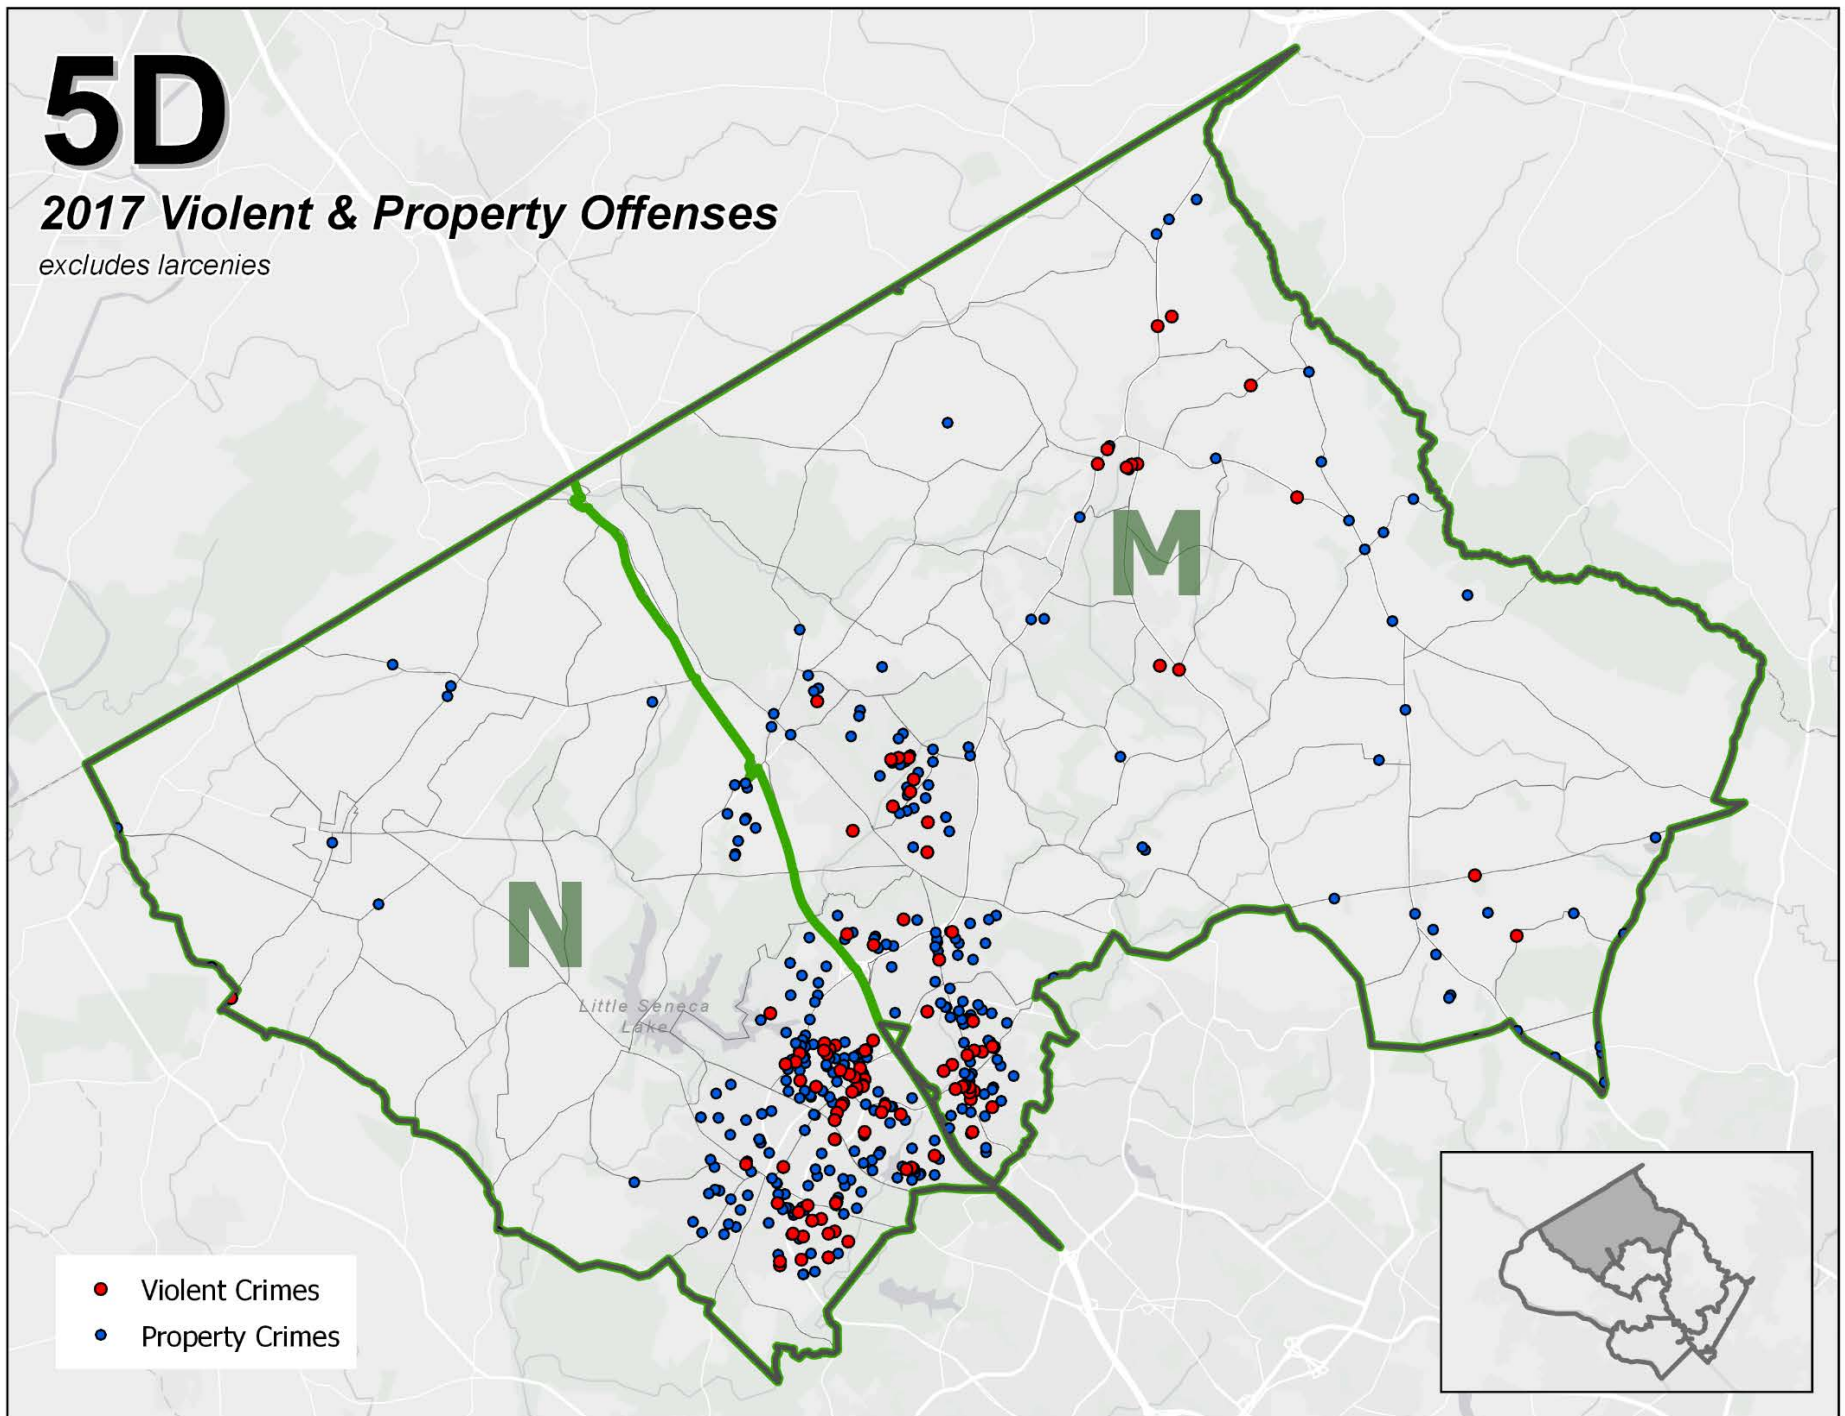 5D
2017 Violent & Property Offenses
excludes larcenies
M
N
Little Seneca
Lake
Violent Crimes
Property Crimes